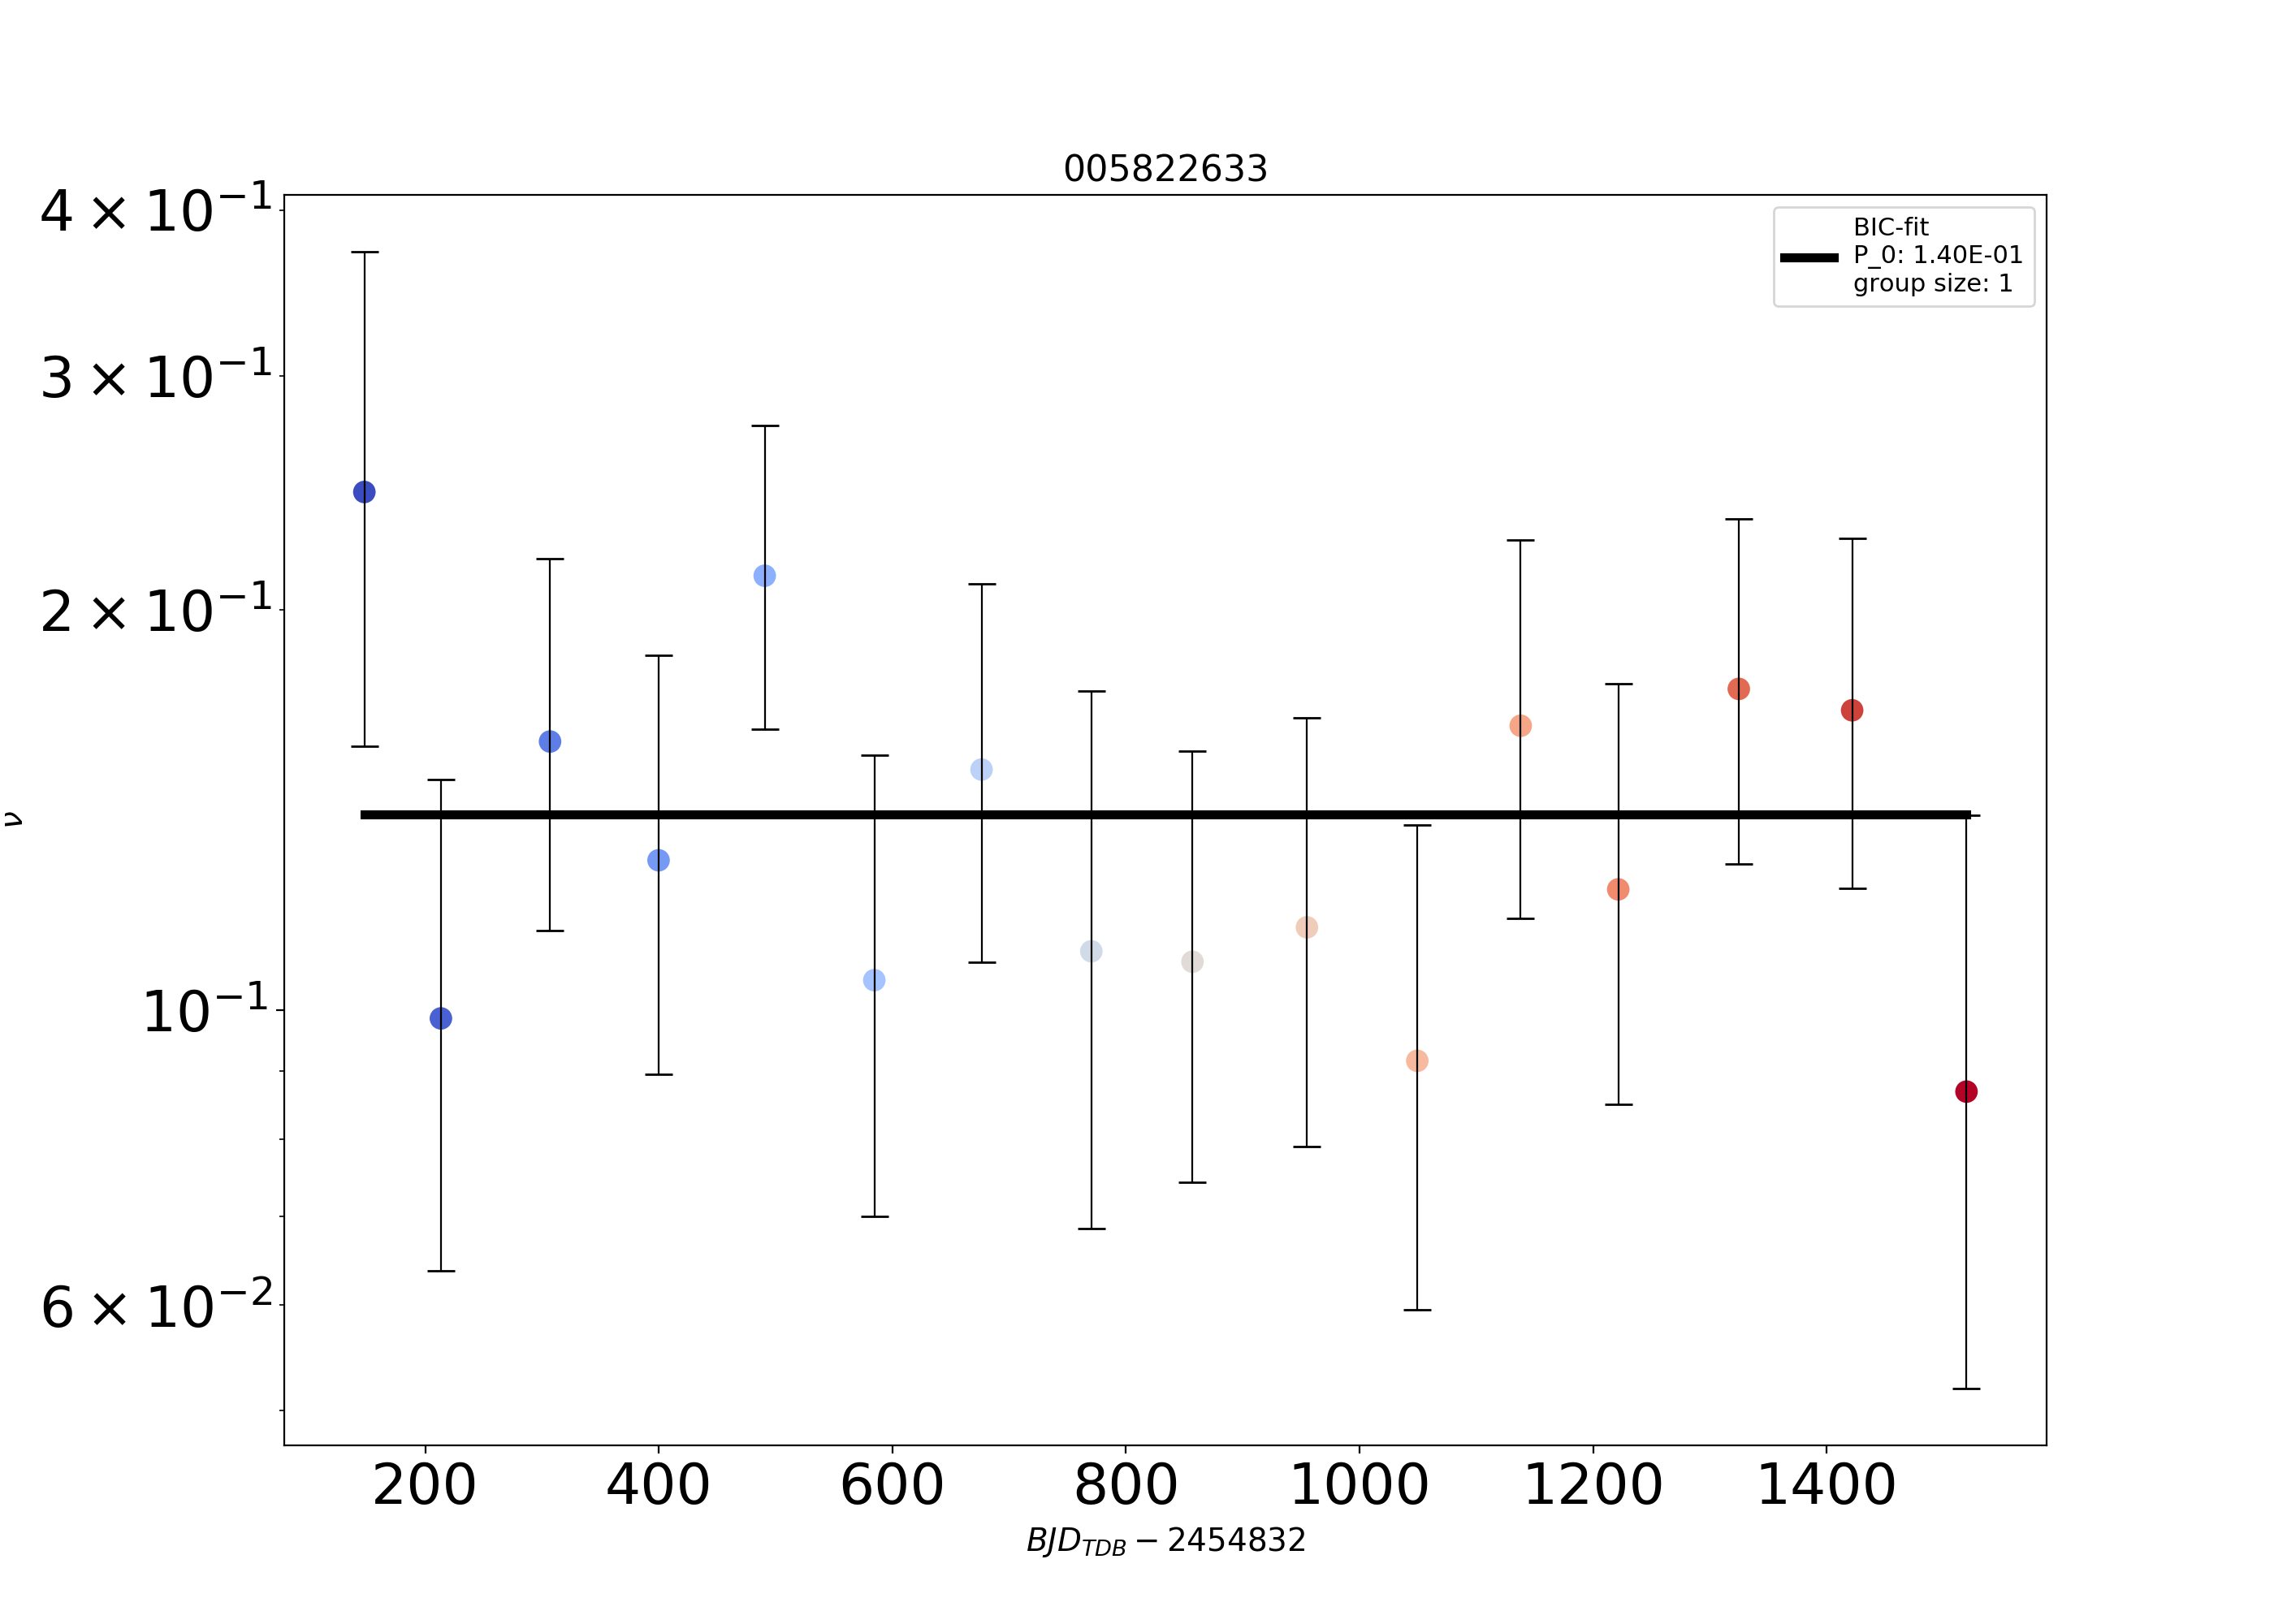 005822633
4 × 10⁻¹
3 × 10⁻¹
2 × 10⁻¹
10⁻¹
6 × 10⁻²
ν
BIC-fit
P_0: 1.40E-01
group size: 1
200 400 600 800 1000 1200 1400
BJD_TDB − 2454832